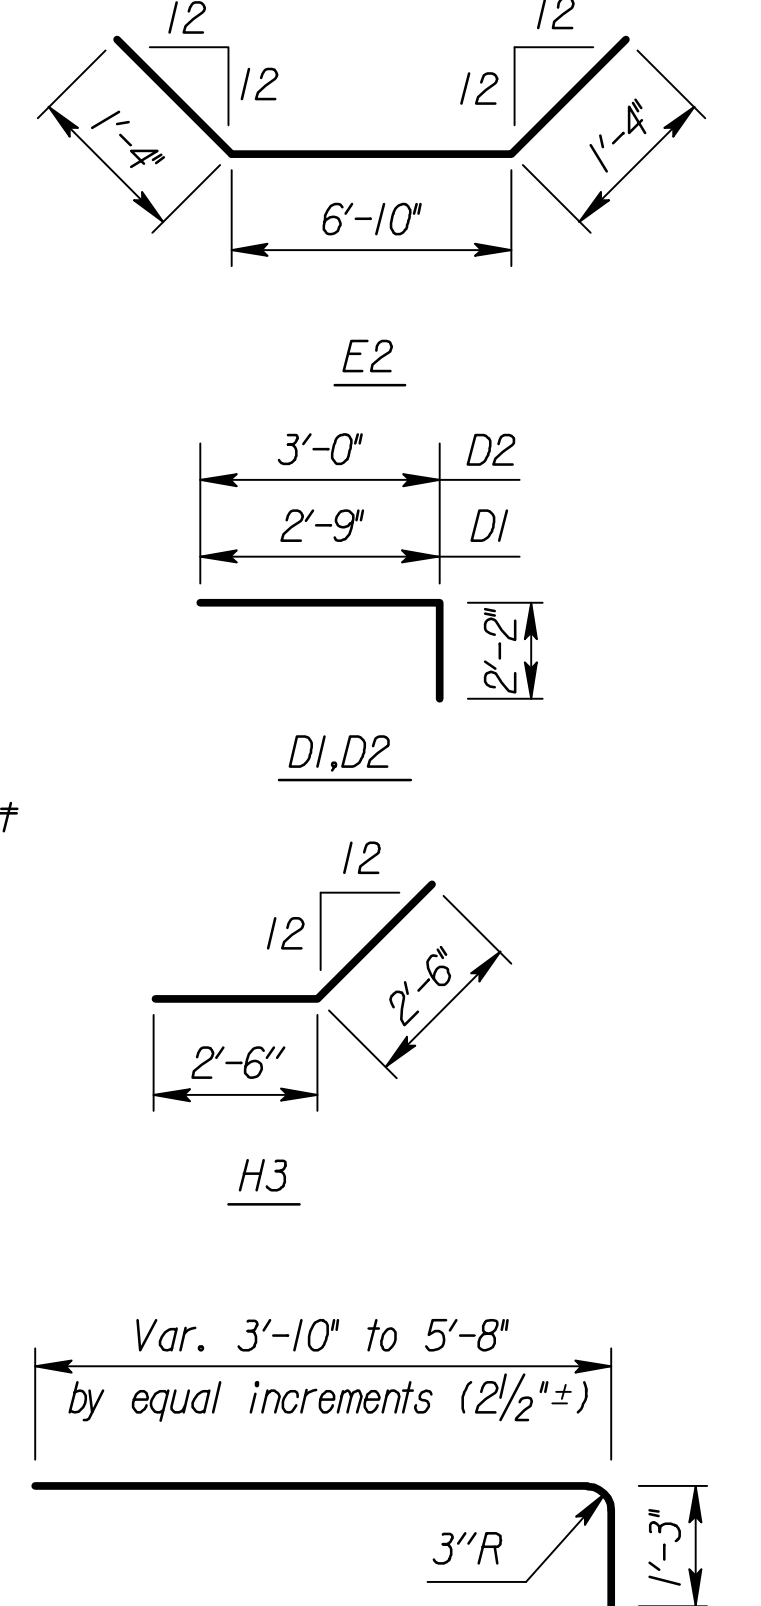 12 12
12 12
1'-4" 1'-4"
6'-10"
E2
3'-0" D2
2'-9" D1
2'-2"
D1,D2
12
12
2'-6"
2'-6"
H3
Var. 3'-10" to 5'-8"
by equal increments (2 1/2"±)
3"R
1'-3"